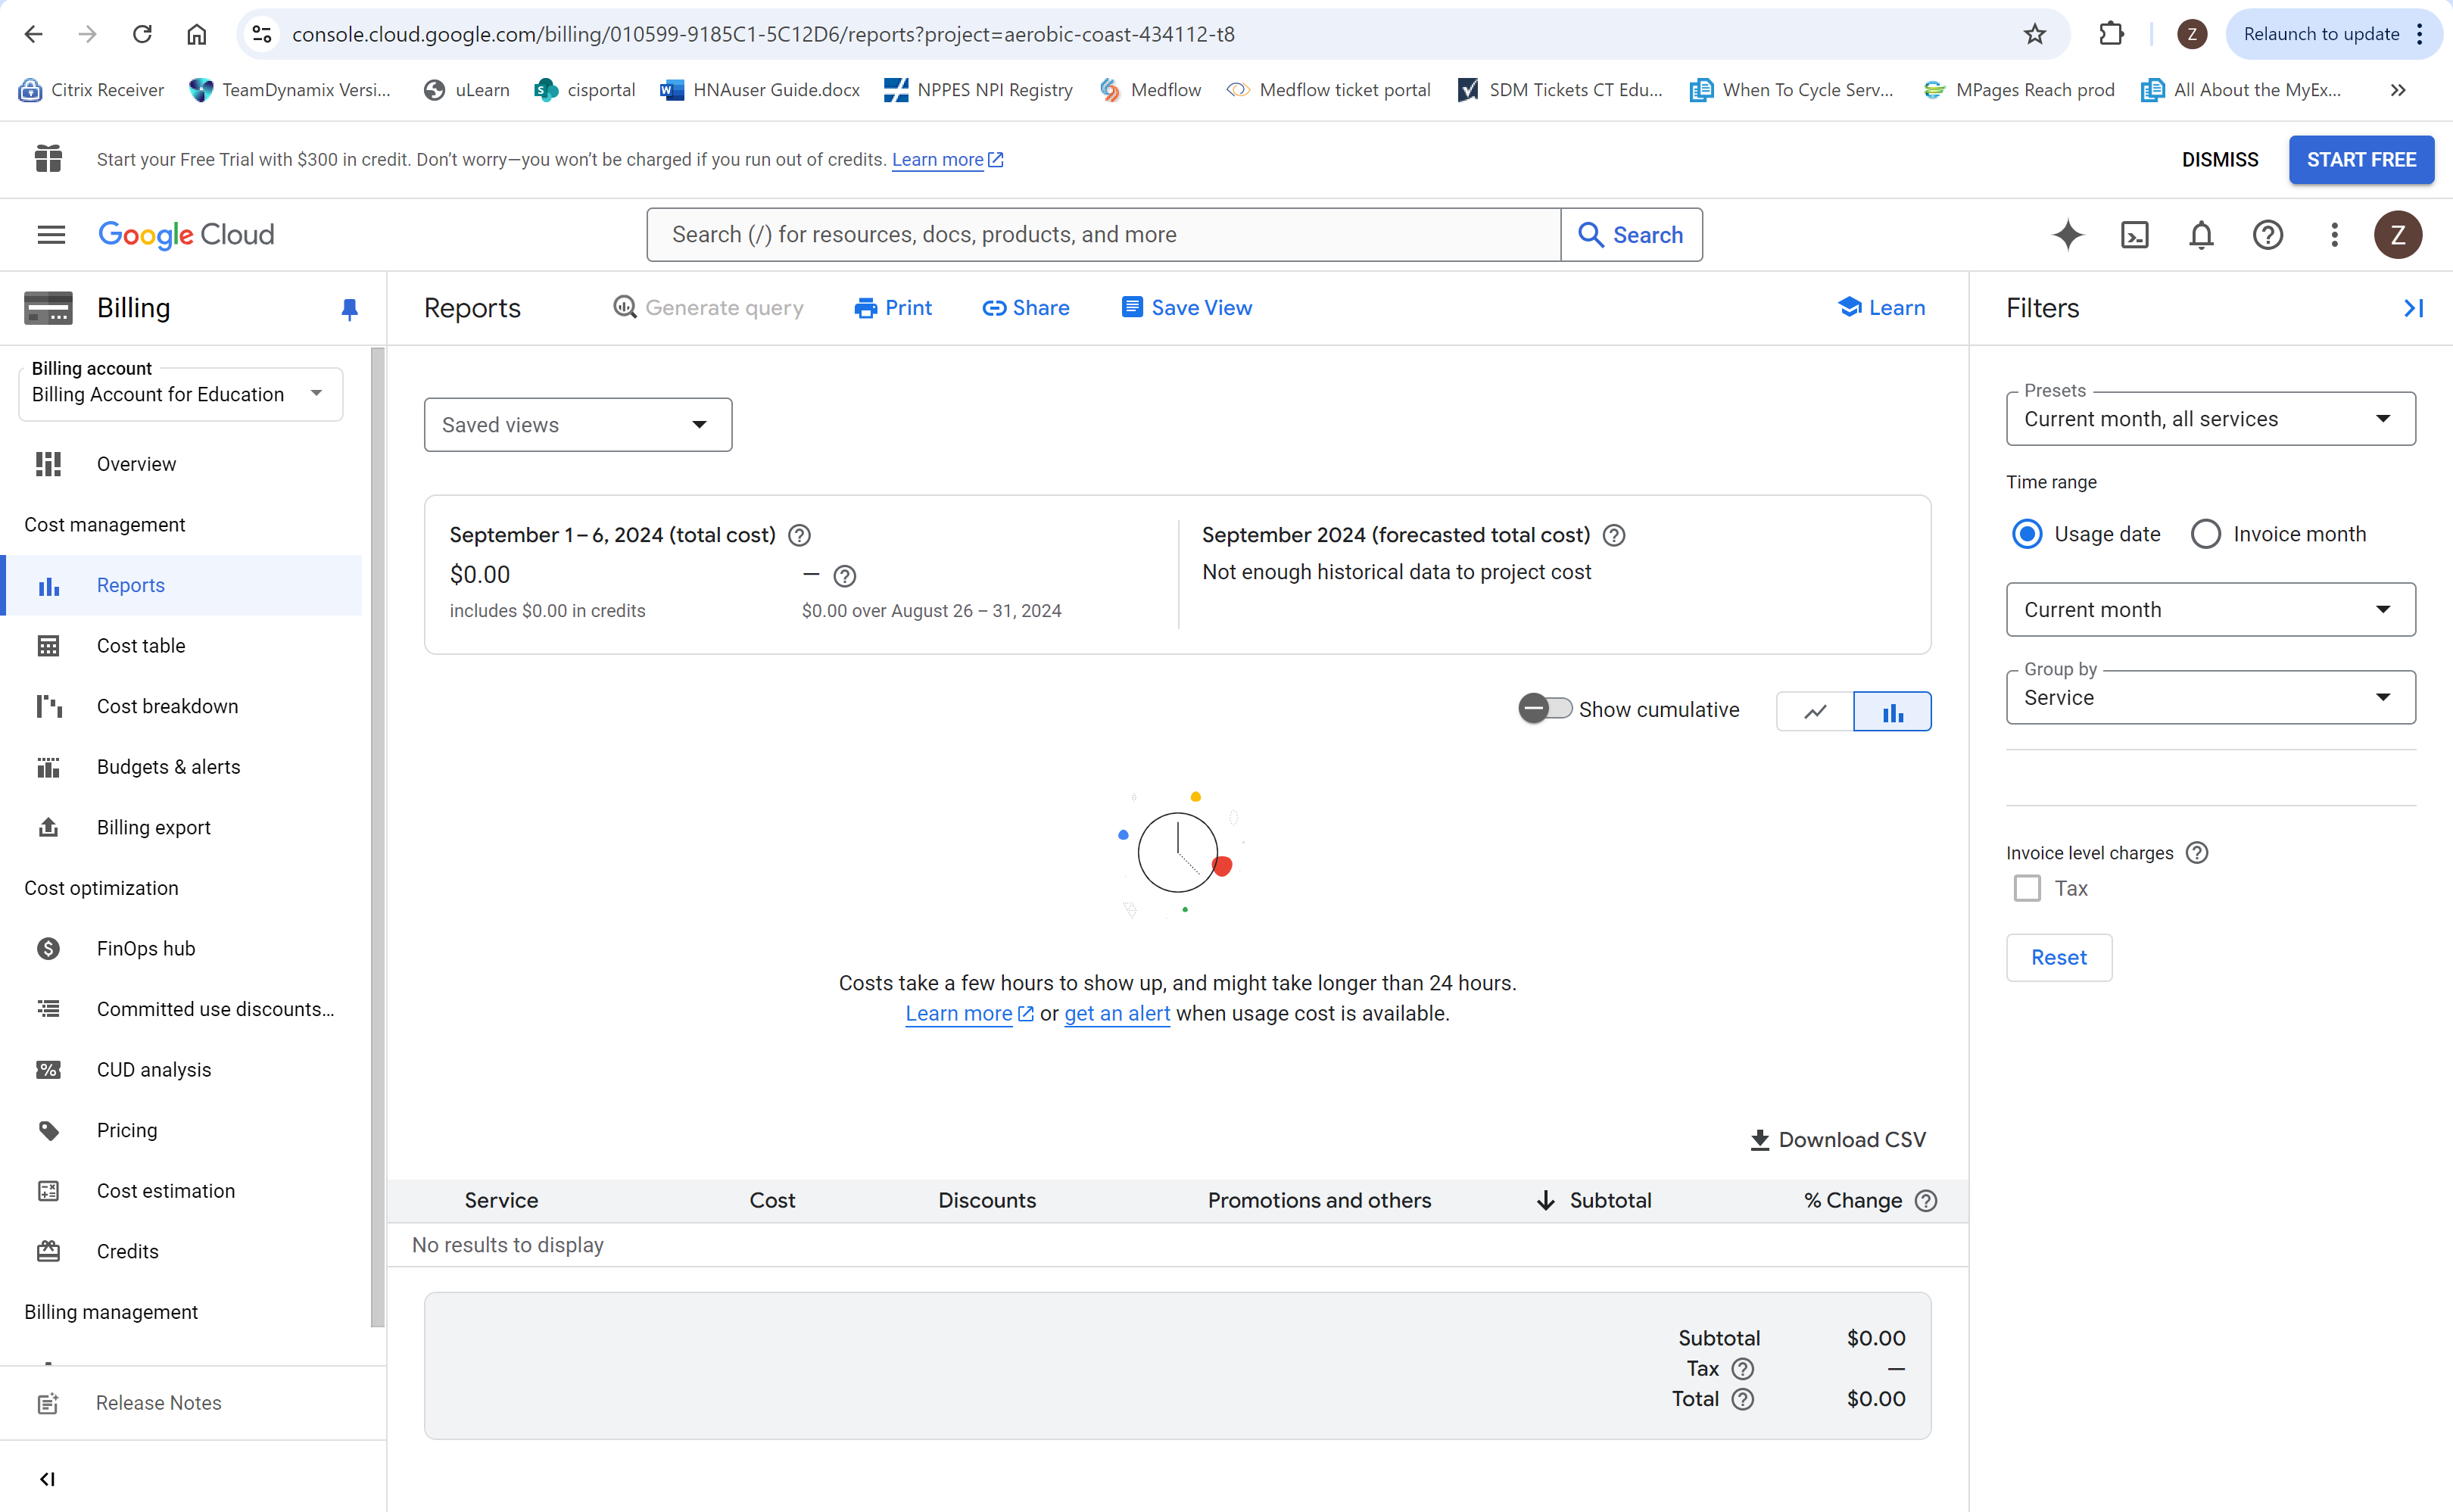 console.cloud.google.com/billing/010599-9185C1-5C12D6/reports?project=aerobic-coast-434112-t8
Z
Relaunch to update
Citrix Receiver
TeamDynamix Versi...
uLearn
cisportal
HNAuser Guide.docx
NPPES NPI Registry
Medflow
Medflow ticket portal
SDM Tickets CT Edu...
When To Cycle Serv...
MPages Reach prod
All About the MyEx...
Start your Free Trial with $300 in credit. Don’t worry—you won’t be charged if you run out of credits. Learn more
DISMISS
START FREE
Google Cloud
Search (/) for resources, docs, products, and more
Search
Z
Billing
Reports
Generate query
Print
Share
Save View
Learn
Filters
Billing account
Billing Account for Education
Overview
Cost management
Reports
Cost table
Cost breakdown
Budgets & alerts
Billing export
Cost optimization
FinOps hub
Committed use discounts...
CUD analysis
Pricing
Cost estimation
Credits
Billing management
Release Notes
Saved views
September 1 – 6, 2024 (total cost)
$0.00
includes $0.00 in credits
—
$0.00 over August 26 – 31, 2024
September 2024 (forecasted total cost)
Not enough historical data to project cost
Show cumulative
Costs take a few hours to show up, and might take longer than 24 hours.
Learn more or get an alert when usage cost is available.
Download CSV
Service Cost Discounts Promotions and others Subtotal % Change
No results to display
Subtotal $0.00
Tax —
Total $0.00
Presets
Current month, all services
Time range
Usage date
Invoice month
Current month
Group by
Service
Invoice level charges
Tax
Reset